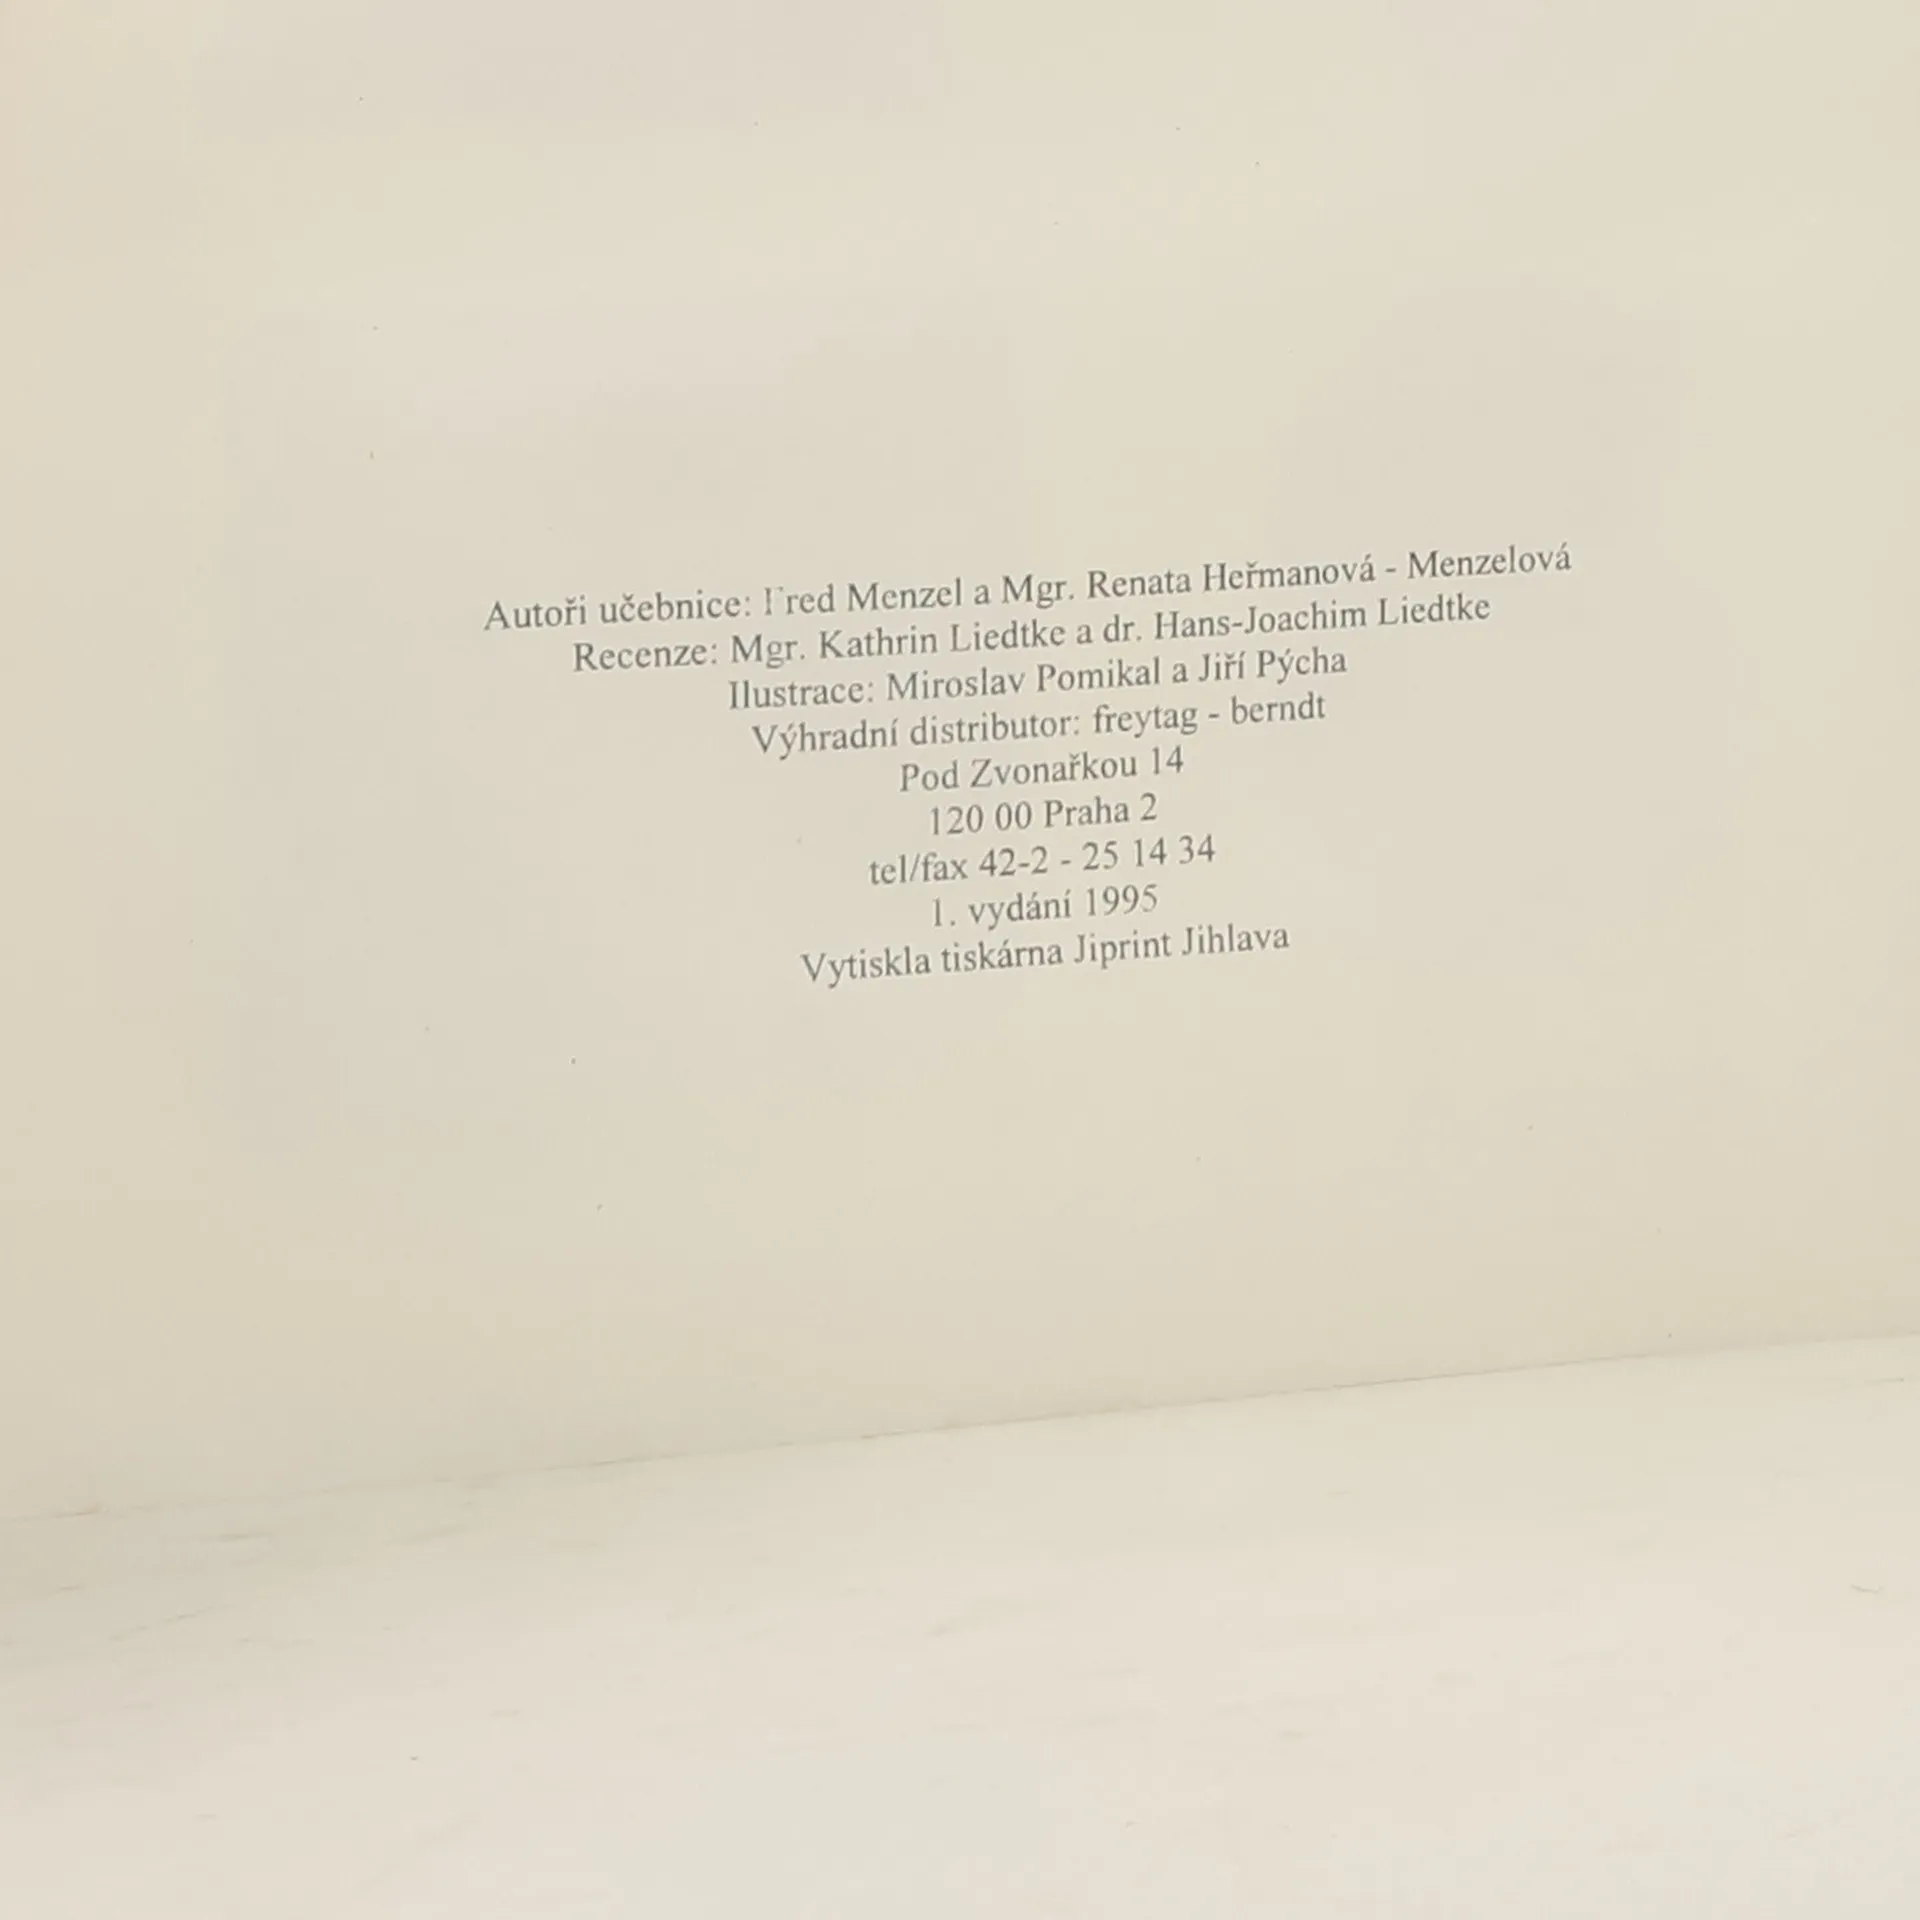 Autoři učebnice: Fred Menzel a Mgr. Renata Heřmanová - Menzelová
Recenze: Mgr. Kathrin Liedtke a dr. Hans-Joachim Liedtke
Ilustrace: Miroslav Pomikal a Jiří Pýcha
Výhradní distributor: freytag - berndt
Pod Zvonařkou 14
120 00 Praha 2
tel/fax 42-2 - 25 14 34
1. vydání 1995
Vytiskla tiskárna Jiprint Jihlava